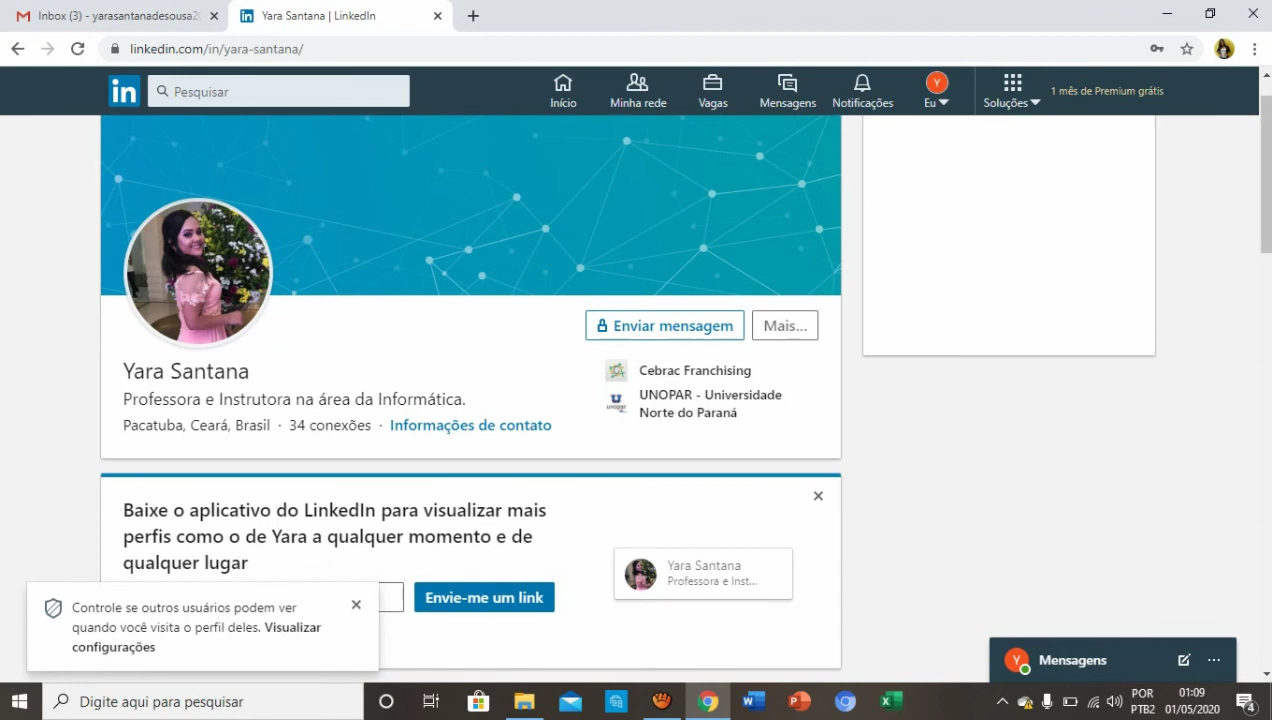 Inbox (3) - yarasantanadesousa20
Yara Santana | LinkedIn
linkedin.com/in/yara-santana/
in
Pesquisar
Início
Minha rede
Vagas
Mensagens
Notificações
Y
Eu
Soluções
1 mês de Premium grátis
Enviar mensagem
Mais...
Yara Santana
Professora e Instrutora na área da Informática.
Pacatuba, Ceará, Brasil · 34 conexões · Informações de contato
Cebrac Franchising
UNOPAR - Universidade
Norte do Paraná
Baixe o aplicativo do LinkedIn para visualizar mais
perfis como o de Yara a qualquer momento e de
qualquer lugar
Envie-me um link
Yara Santana
Professora e Inst...
Controle se outros usuários podem ver
quando você visita o perfil deles. Visualizar
configurações
Y
Mensagens
Digite aqui para pesquisar
POR
PTB2
01:09
01/05/2020
4